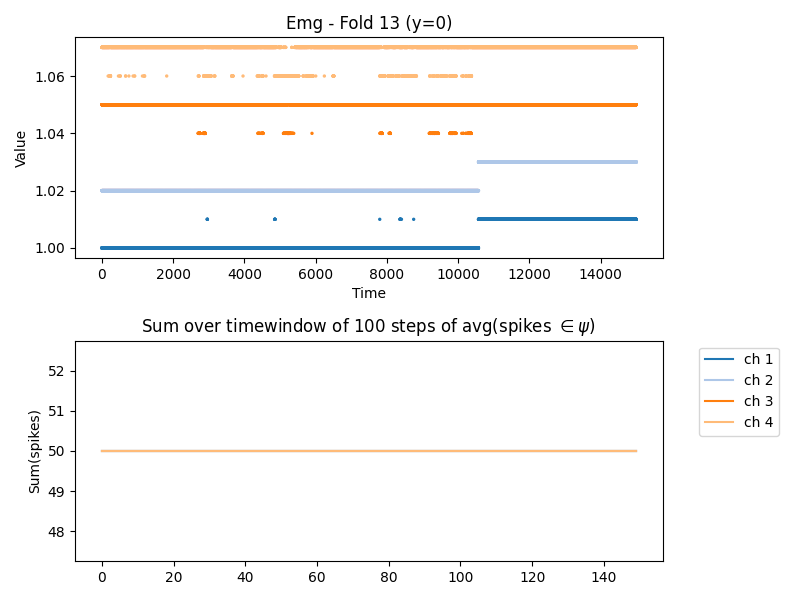 Emg - Fold 13 (y=0)
Value
1.06
1.04
1.02
1.00
0 2000 4000 6000 8000 10000 12000 14000
Time
Sum over timewindow of 100 steps of avg(spikes ∈ψ)
Sum(spikes)
52
51
50
49
48
0 20 40 60 80 100 120 140
ch 1
ch 2
ch 3
ch 4